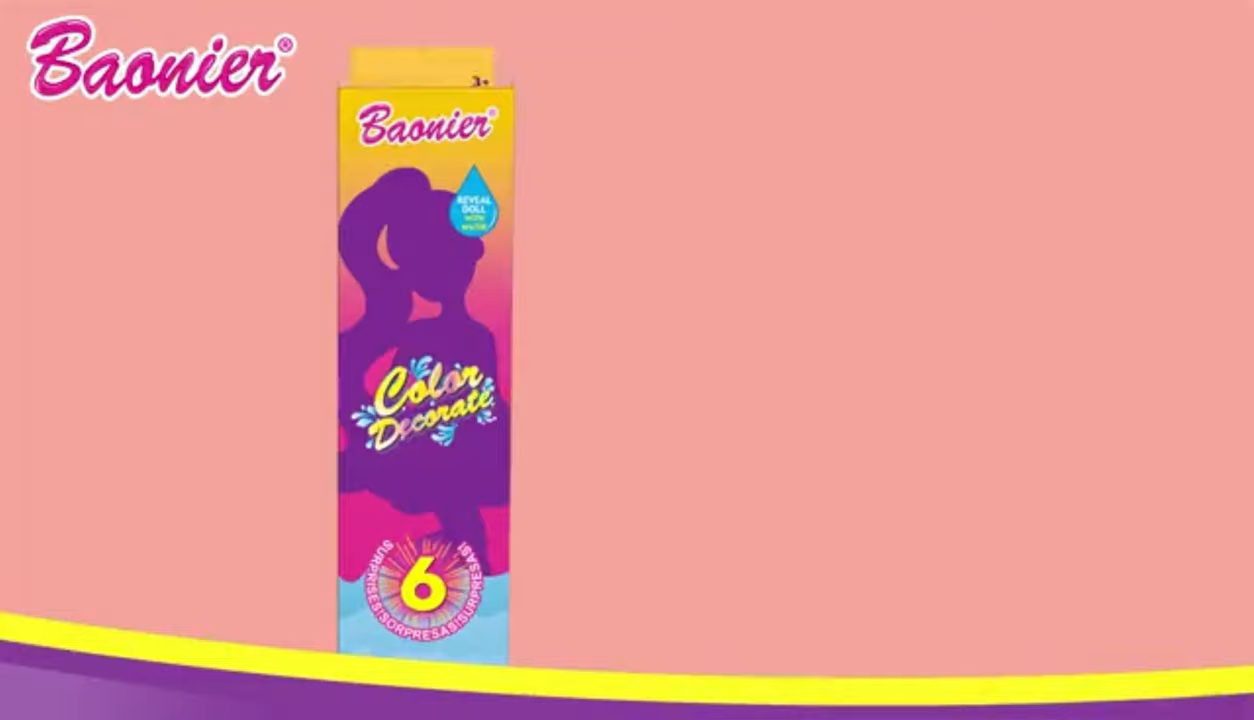 Baonier®
3+
Baonier®
REVEAL
DOLL
WITH
WATER
Color
Decorate
6
SURPRISES!SORPRESAS!SURPRESAS!